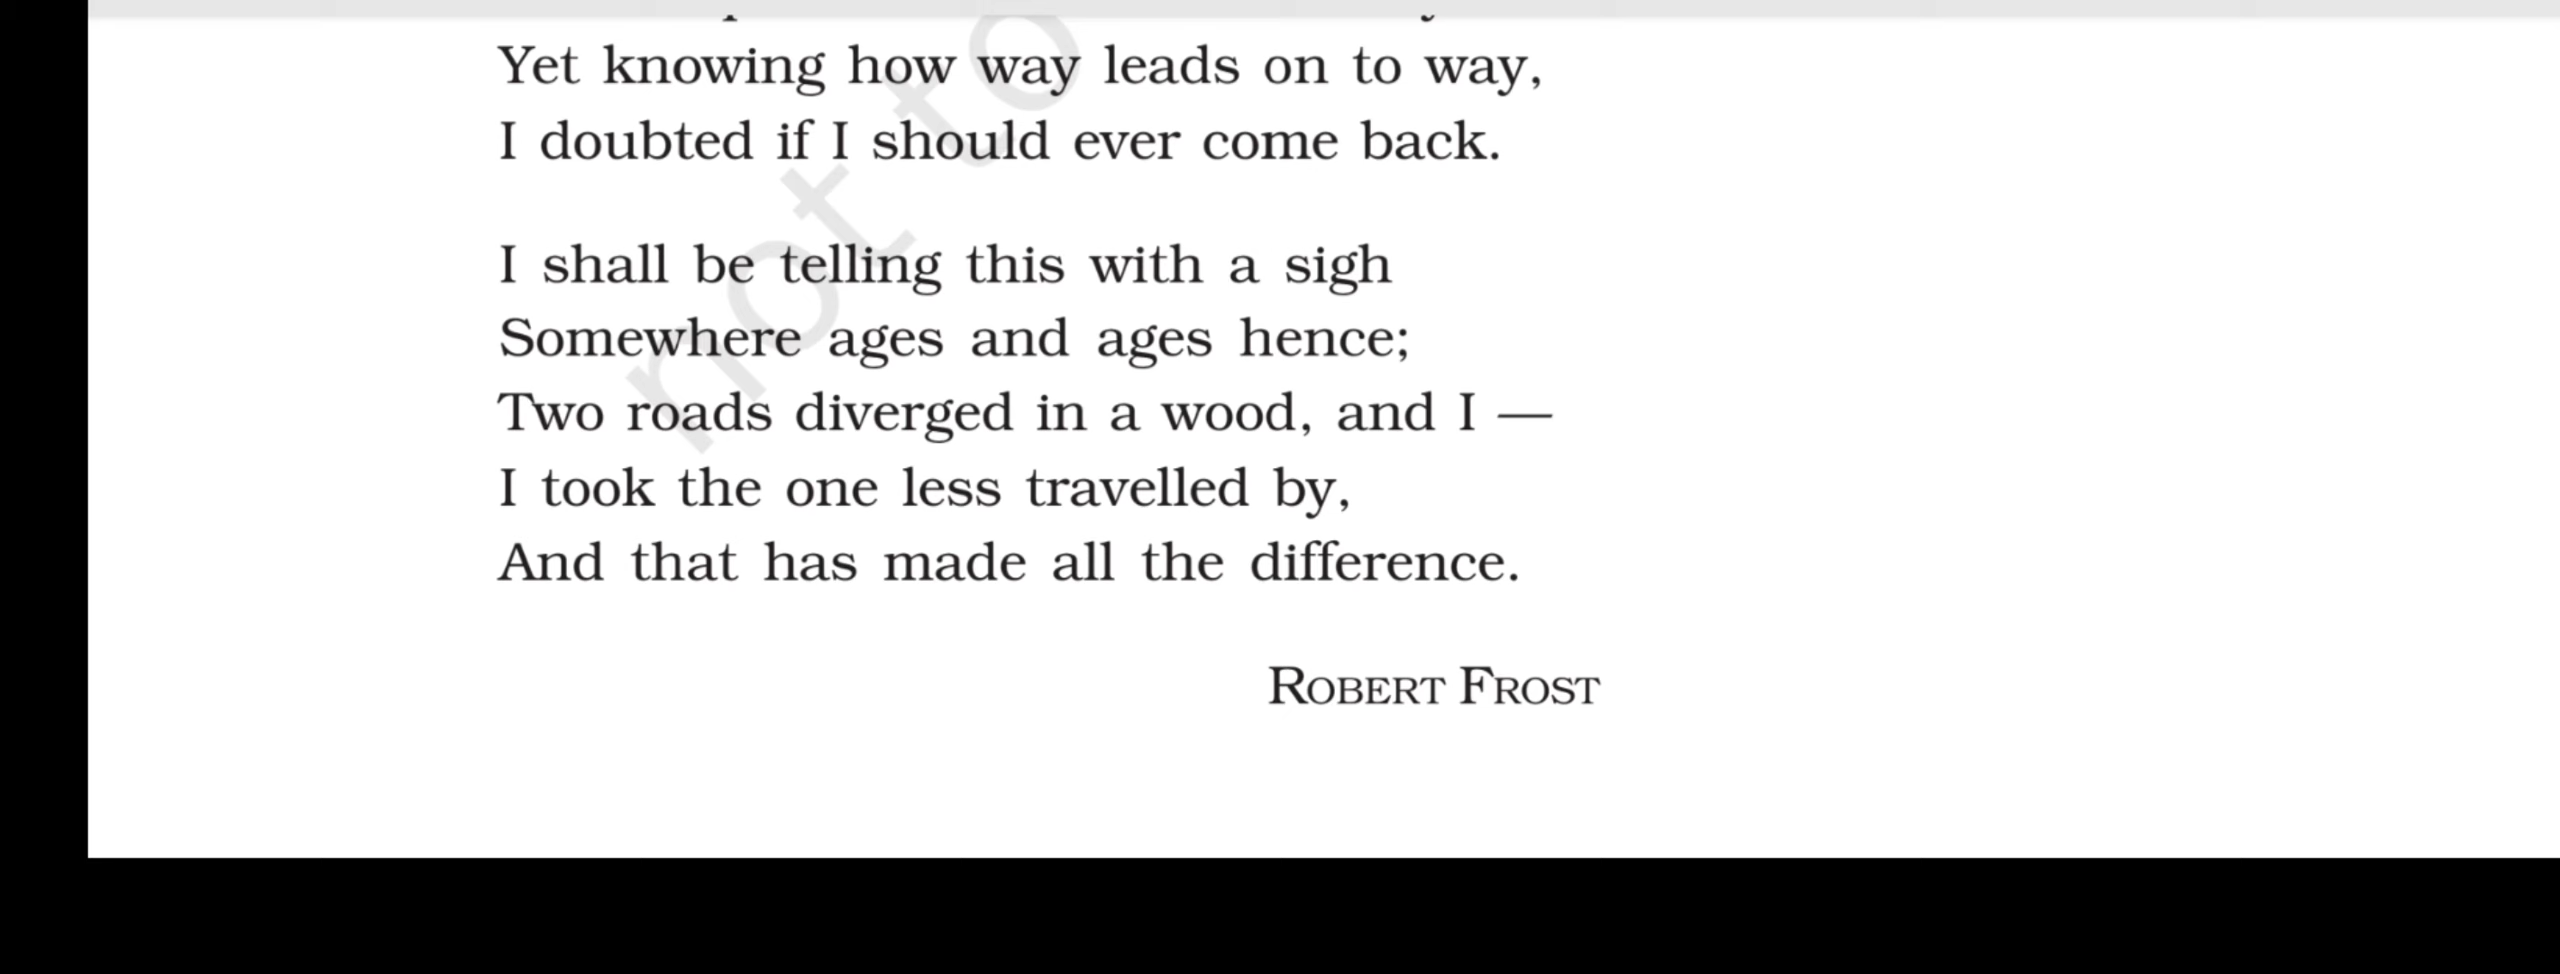 Yet knowing how way leads on to way,
I doubted if I should ever come back.
I shall be telling this with a sigh
Somewhere ages and ages hence;
Two roads diverged in a wood, and I —
I took the one less travelled by,
And that has made all the difference.
ROBERT FROST
not to